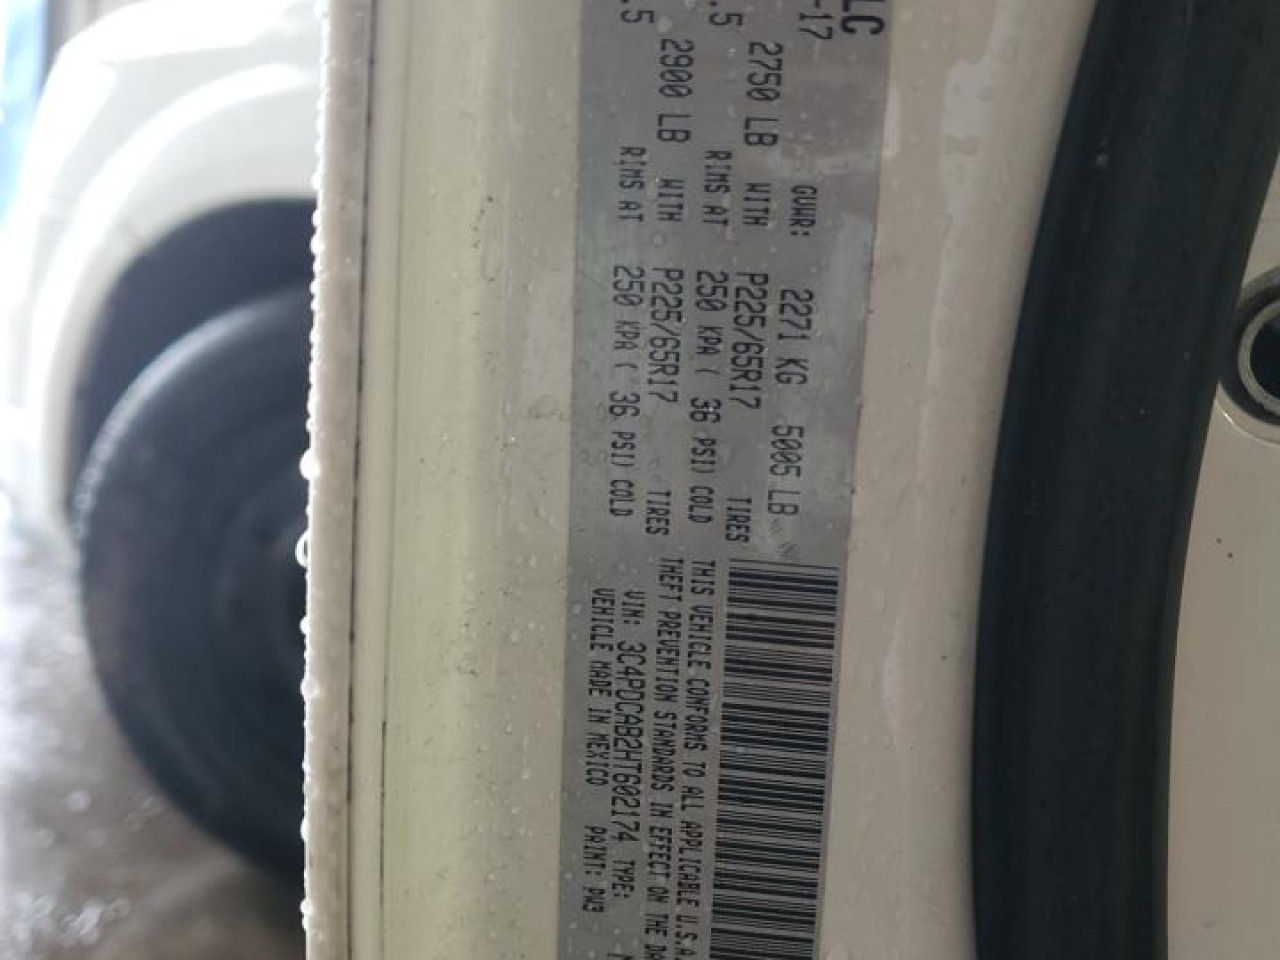 LC
-17
GVWR: 2271 KG 5005 LB
2750 LB WITH P225/65R17 TIRES
.5 RIMS AT 250 KPA ( 36 PSI) COLD
2900 LB WITH P225/65R17 TIRES
.5 RIMS AT 250 KPA ( 36 PSI) COLD
THIS VEHICLE CONFORMS TO ALL APPLICABLE U.S.A.
THEFT PREVENTION STANDARDS IN EFFECT ON THE DA
VIN: 3C4PDCAB2HT602174 TYPE:
VEHICLE MADE IN MEXICO PAINT: PW3